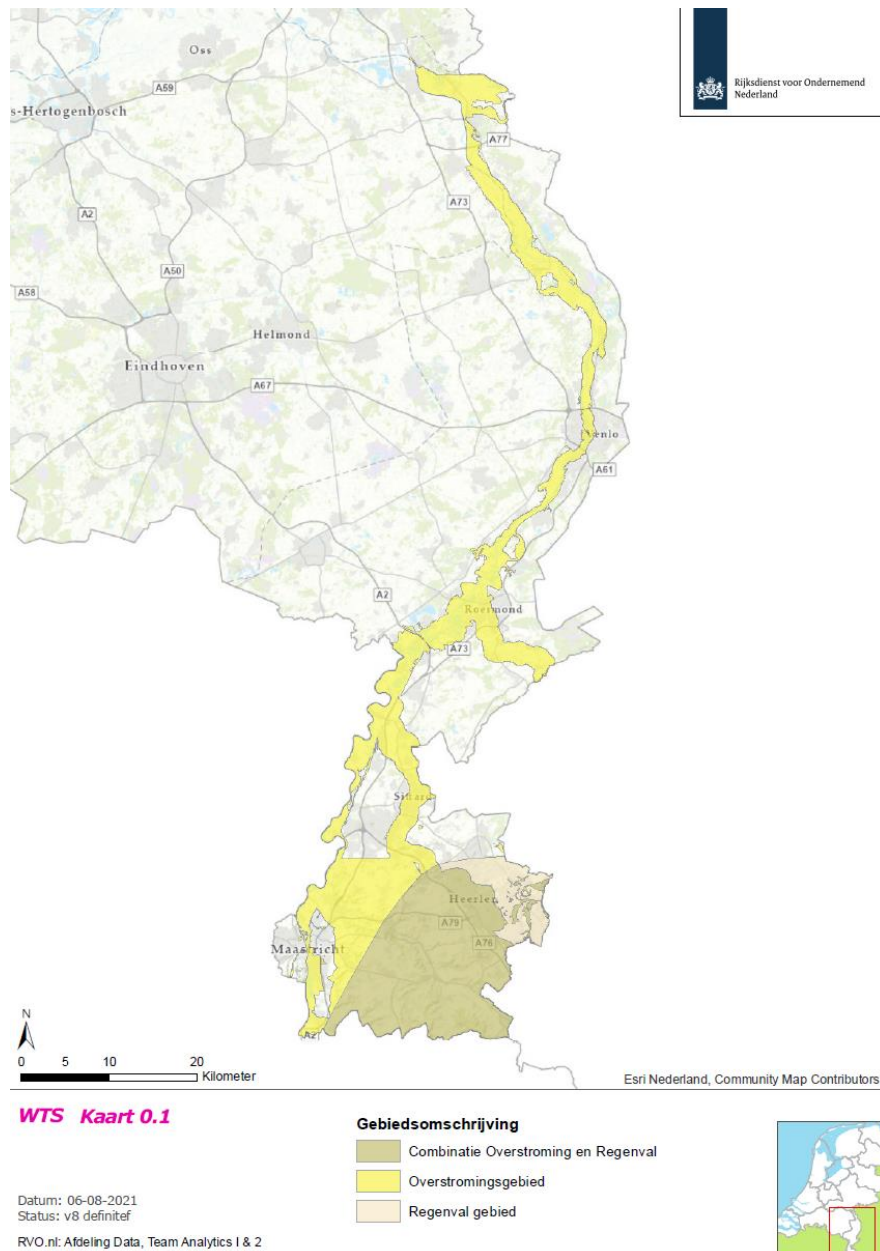 Rijksdienst voor Ondernemend
Nederland
Oss
A59
s-Hertogenbosch
A77
A2
A73
A50
A58
Helmond
Eindhoven
A67
Venlo
A61
A2
Roermond
A73
Sittard
Heerlen
A79
A76
Maastricht
A2
N
0 5 10 20
Kilometer
Esri Nederland, Community Map Contributors
WTS Kaart 0.1
Gebiedsomschrijving
Combinatie Overstroming en Regenval
Overstromingsgebied
Regenval gebied
Datum: 06-08-2021
Status: v8 definitef
RVO.nl: Afdeling Data, Team Analytics I & 2